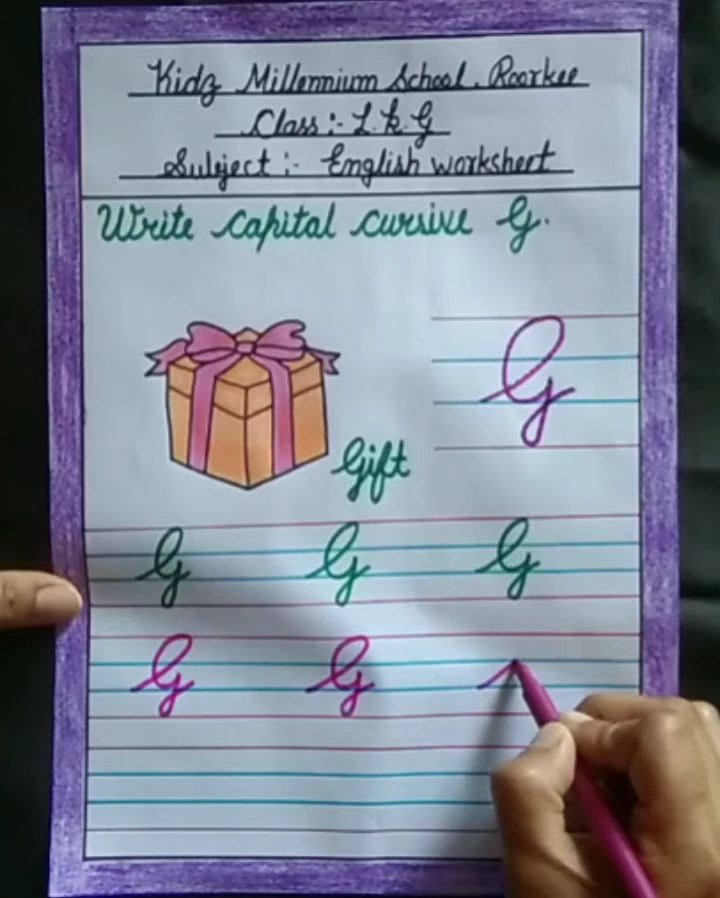 Kidz Millennium School, Roorkee
Class:- L.K.G
Subject:- English worksheet
Write capital cursive G.
G
Gift
G G G
G G